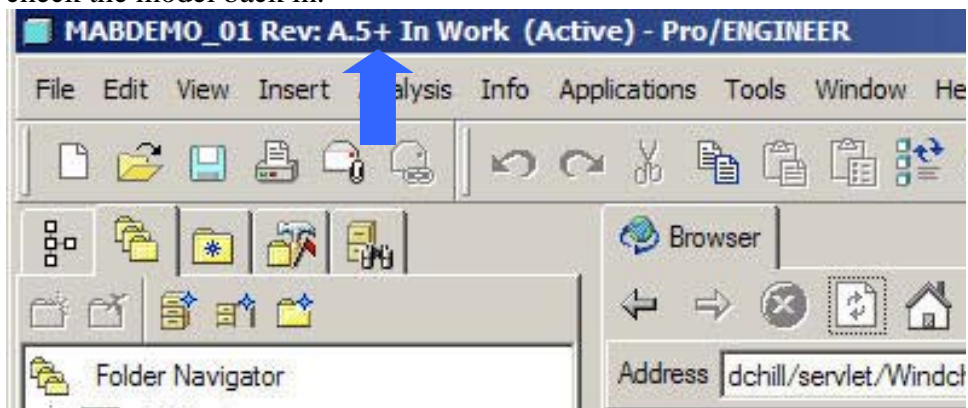 check the model back in.
MABDEMO_01 Rev: A.5+ In Work (Active) - Pro/ENGINEER
File Edit View Insert Analysis Info Applications Tools Window He
Browser
Folder Navigator
Address dchill/servlet/Windch